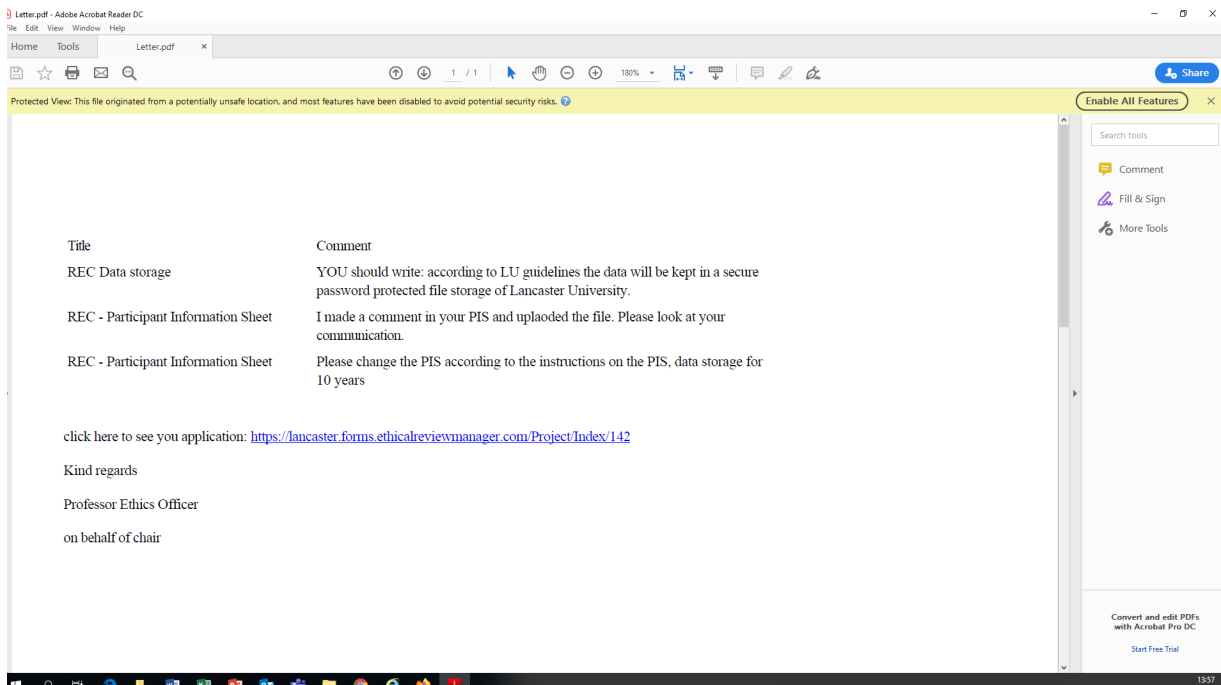 Letter.pdf - Adobe Acrobat Reader DC
File Edit View Window Help
Home Tools Letter.pdf ×
1 / 1 180% Share
Protected View: This file originated from a potentially unsafe location, and most features have been disabled to avoid potential security risks. Enable All Features ×
Search tools
Comment
Fill & Sign
More Tools
Title Comment
REC Data storage YOU should write: according to LU guidelines the data will be kept in a secure
password protected file storage of Lancaster University.
REC - Participant Information Sheet I made a comment in your PIS and uplaoded the file. Please look at your
communication.
REC - Participant Information Sheet Please change the PIS according to the instructions on the PIS, data storage for
10 years
click here to see you application: https://lancaster.forms.ethicalreviewmanager.com/Project/Index/142
Kind regards
Professor Ethics Officer
on behalf of chair
Convert and edit PDFs
with Acrobat Pro DC
Start Free Trial
13:57